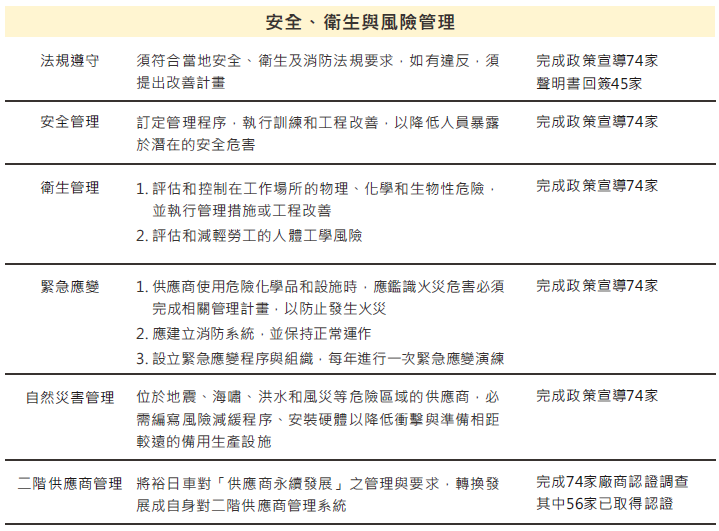 安全、衛生與風險管理
法規遵守
須符合當地安全、衛生及消防法規要求，如有違反，須
提出改善計畫
完成政策宣導74家
聲明書回簽45家
安全管理
訂定管理程序，執行訓練和工程改善，以降低人員暴露
於潛在的安全危害
完成政策宣導74家
衛生管理
1. 評估和控制在工作場所的物理、化學和生物性危險，
並執行管理措施或工程改善
2. 評估和減輕勞工的人體工學風險
完成政策宣導74家
緊急應變
1. 供應商使用危險化學品和設施時，應鑑識火災危害必須
完成相關管理計畫，以防止發生火災
2. 應建立消防系統，並保持正常運作
3. 設立緊急應變程序與組織，每年進行一次緊急應變演練
完成政策宣導74家
自然災害管理
位於地震、海嘯、洪水和風災等危險區域的供應商，必
需編寫風險減緩程序、安裝硬體以降低衝擊與準備相距
較遠的備用生產設施
完成政策宣導74家
二階供應商管理
將裕日車對「供應商永續發展」之管理與要求，轉換發
展成自身對二階供應商管理系統
完成74家廠商認證調查
其中56家已取得認證